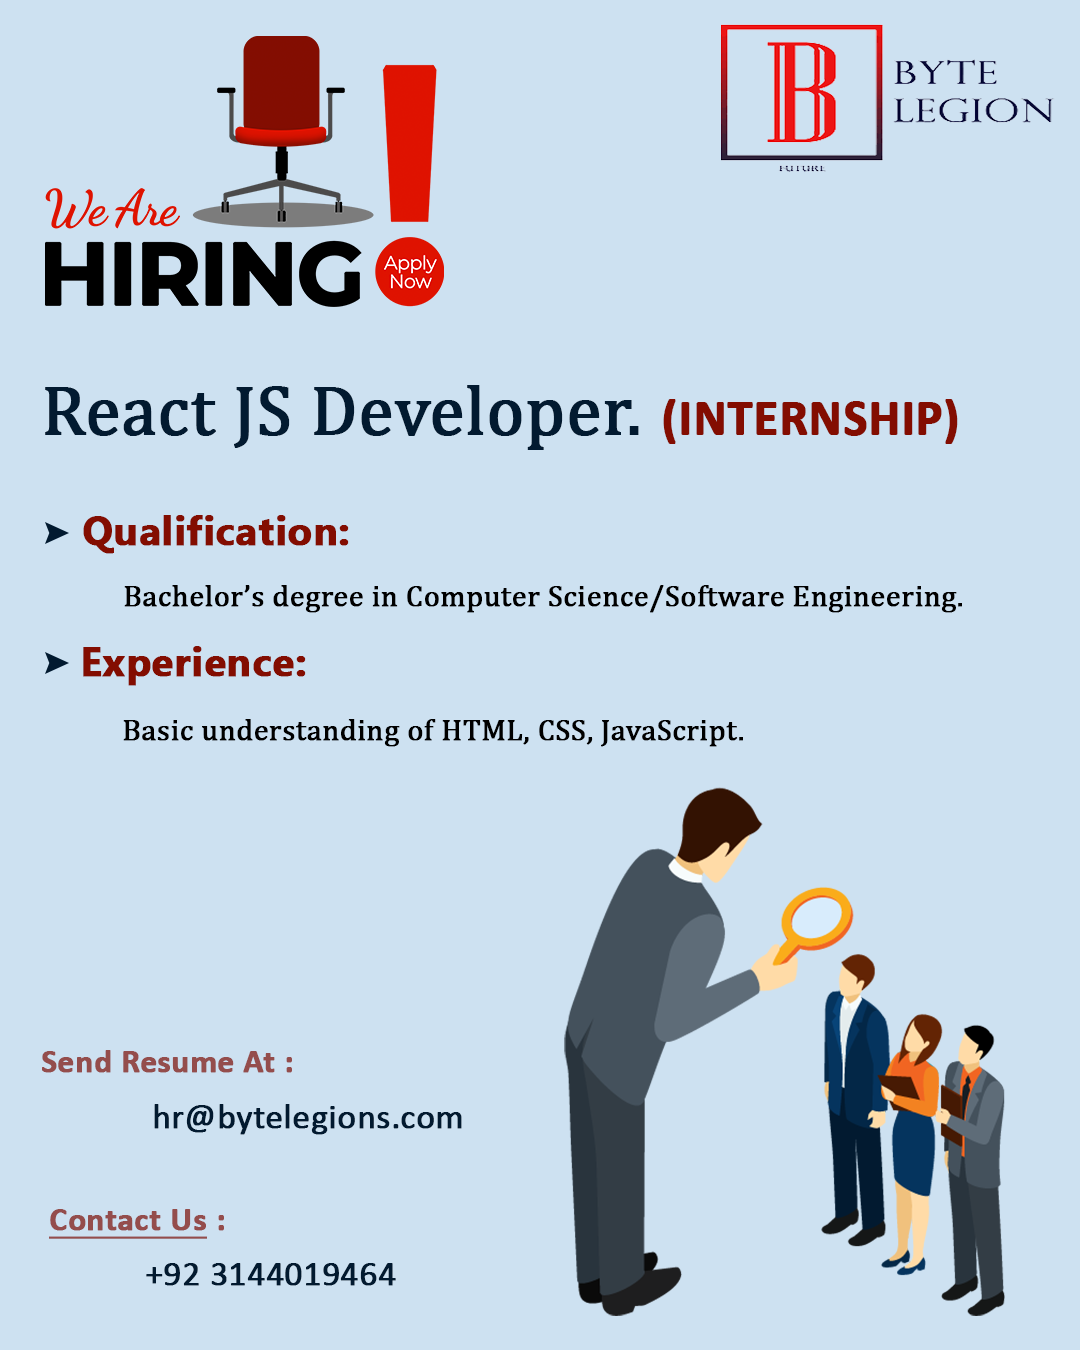 We Are
HIRING
Apply
Now
B
BYTE
LEGION
FUTURE
React JS Developer. (INTERNSHIP)
➤ Qualification:
Bachelor’s degree in Computer Science/Software Engineering.
➤ Experience:
Basic understanding of HTML, CSS, JavaScript.
Send Resume At :
hr@bytelegions.com
Contact Us :
+92 3144019464